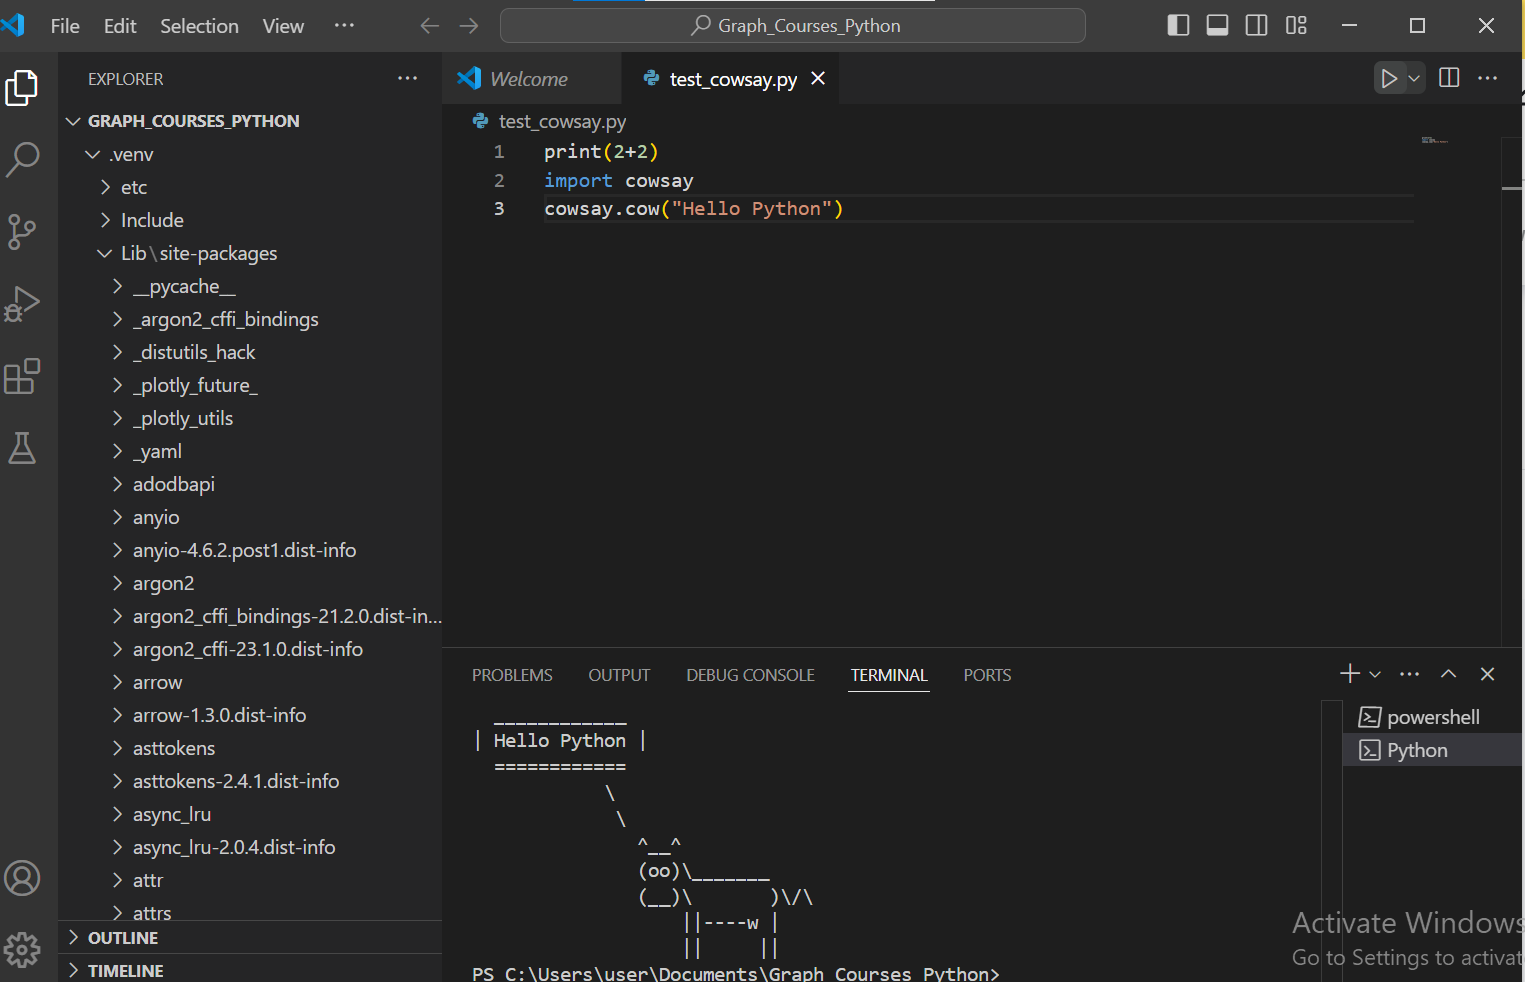 File Edit Selection View ··· Graph_Courses_Python
EXPLORER ···
GRAPH_COURSES_PYTHON
.venv
etc
Include
Lib\site-packages
__pycache__
_argon2_cffi_bindings
_distutils_hack
_plotly_future_
_plotly_utils
_yaml
adodbapi
anyio
anyio-4.6.2.post1.dist-info
argon2
argon2_cffi_bindings-21.2.0.dist-in...
argon2_cffi-23.1.0.dist-info
arrow
arrow-1.3.0.dist-info
asttokens
asttokens-2.4.1.dist-info
async_lru
async_lru-2.0.4.dist-info
attr
attrs
OUTLINE
TIMELINE
Welcome test_cowsay.py
test_cowsay.py
1 print(2+2)
2 import cowsay
3 cowsay.cow("Hello Python")
PROBLEMS OUTPUT DEBUG CONSOLE TERMINAL PORTS
  ____________
| Hello Python |
  ============
            \
             \
               ^__^
               (oo)\_______
               (__)\       )\/\
                   ||----w |
                   ||     ||
PS C:\Users\user\Documents\Graph_Courses_Python>
powershell
Python
Activate Windows
Go to Settings to activat